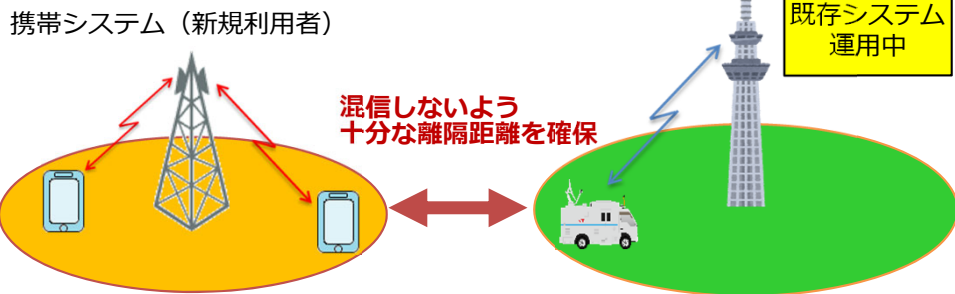 携帯システム（新規利用者）
既存システム
運用中
混信しないよう
十分な離隔距離を確保